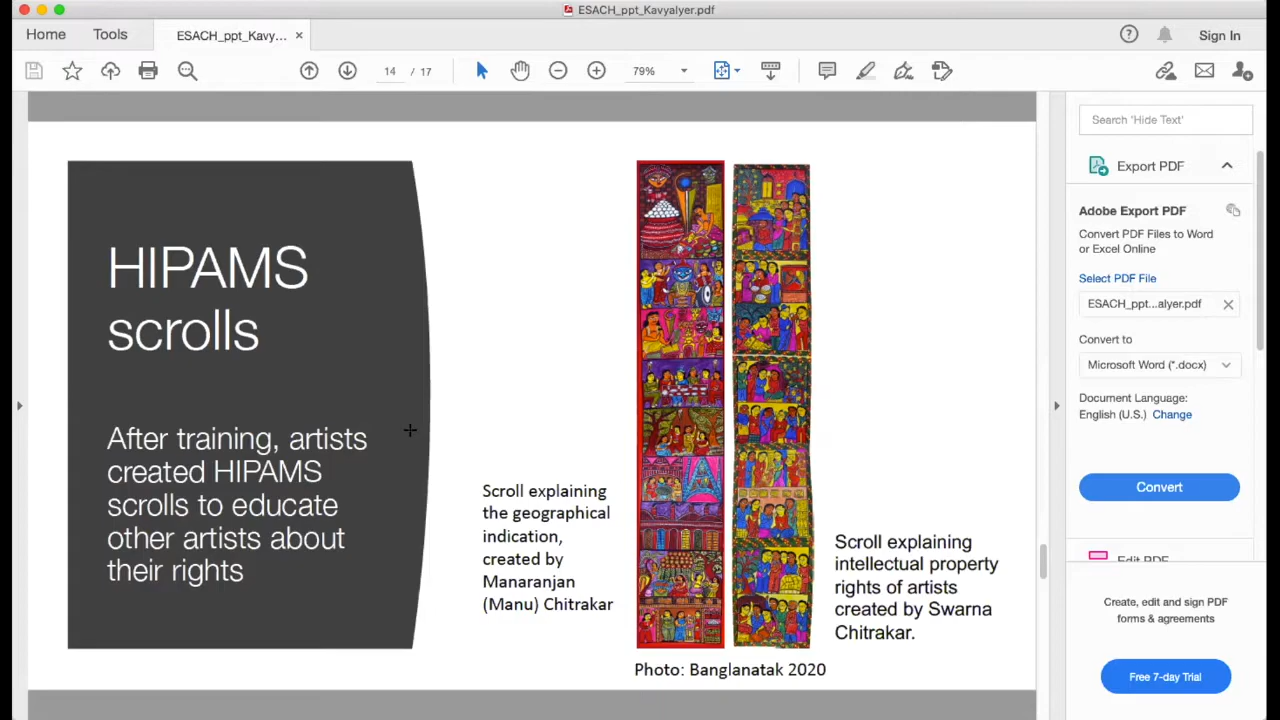 ESACH_ppt_KavyaIyer.pdf
Home
Tools
ESACH_ppt_Kavy...
Sign In
14 / 17
79%
Search 'Hide Text'
Export PDF
Adobe Export PDF
Convert PDF Files to Word
or Excel Online
Select PDF File
ESACH_ppt...alyer.pdf
Convert to
Microsoft Word (*.docx)
Document Language:
English (U.S.) Change
Convert
Edit PDF
Create, edit and sign PDF
forms & agreements
Free 7-day Trial
HIPAMS
scrolls
After training, artists
created HIPAMS
scrolls to educate
other artists about
their rights
Scroll explaining
the geographical
indication,
created by
Manaranjan
(Manu) Chitrakar
Scroll explaining
intellectual property
rights of artists
created by Swarna
Chitrakar.
Photo: Banglanatak 2020